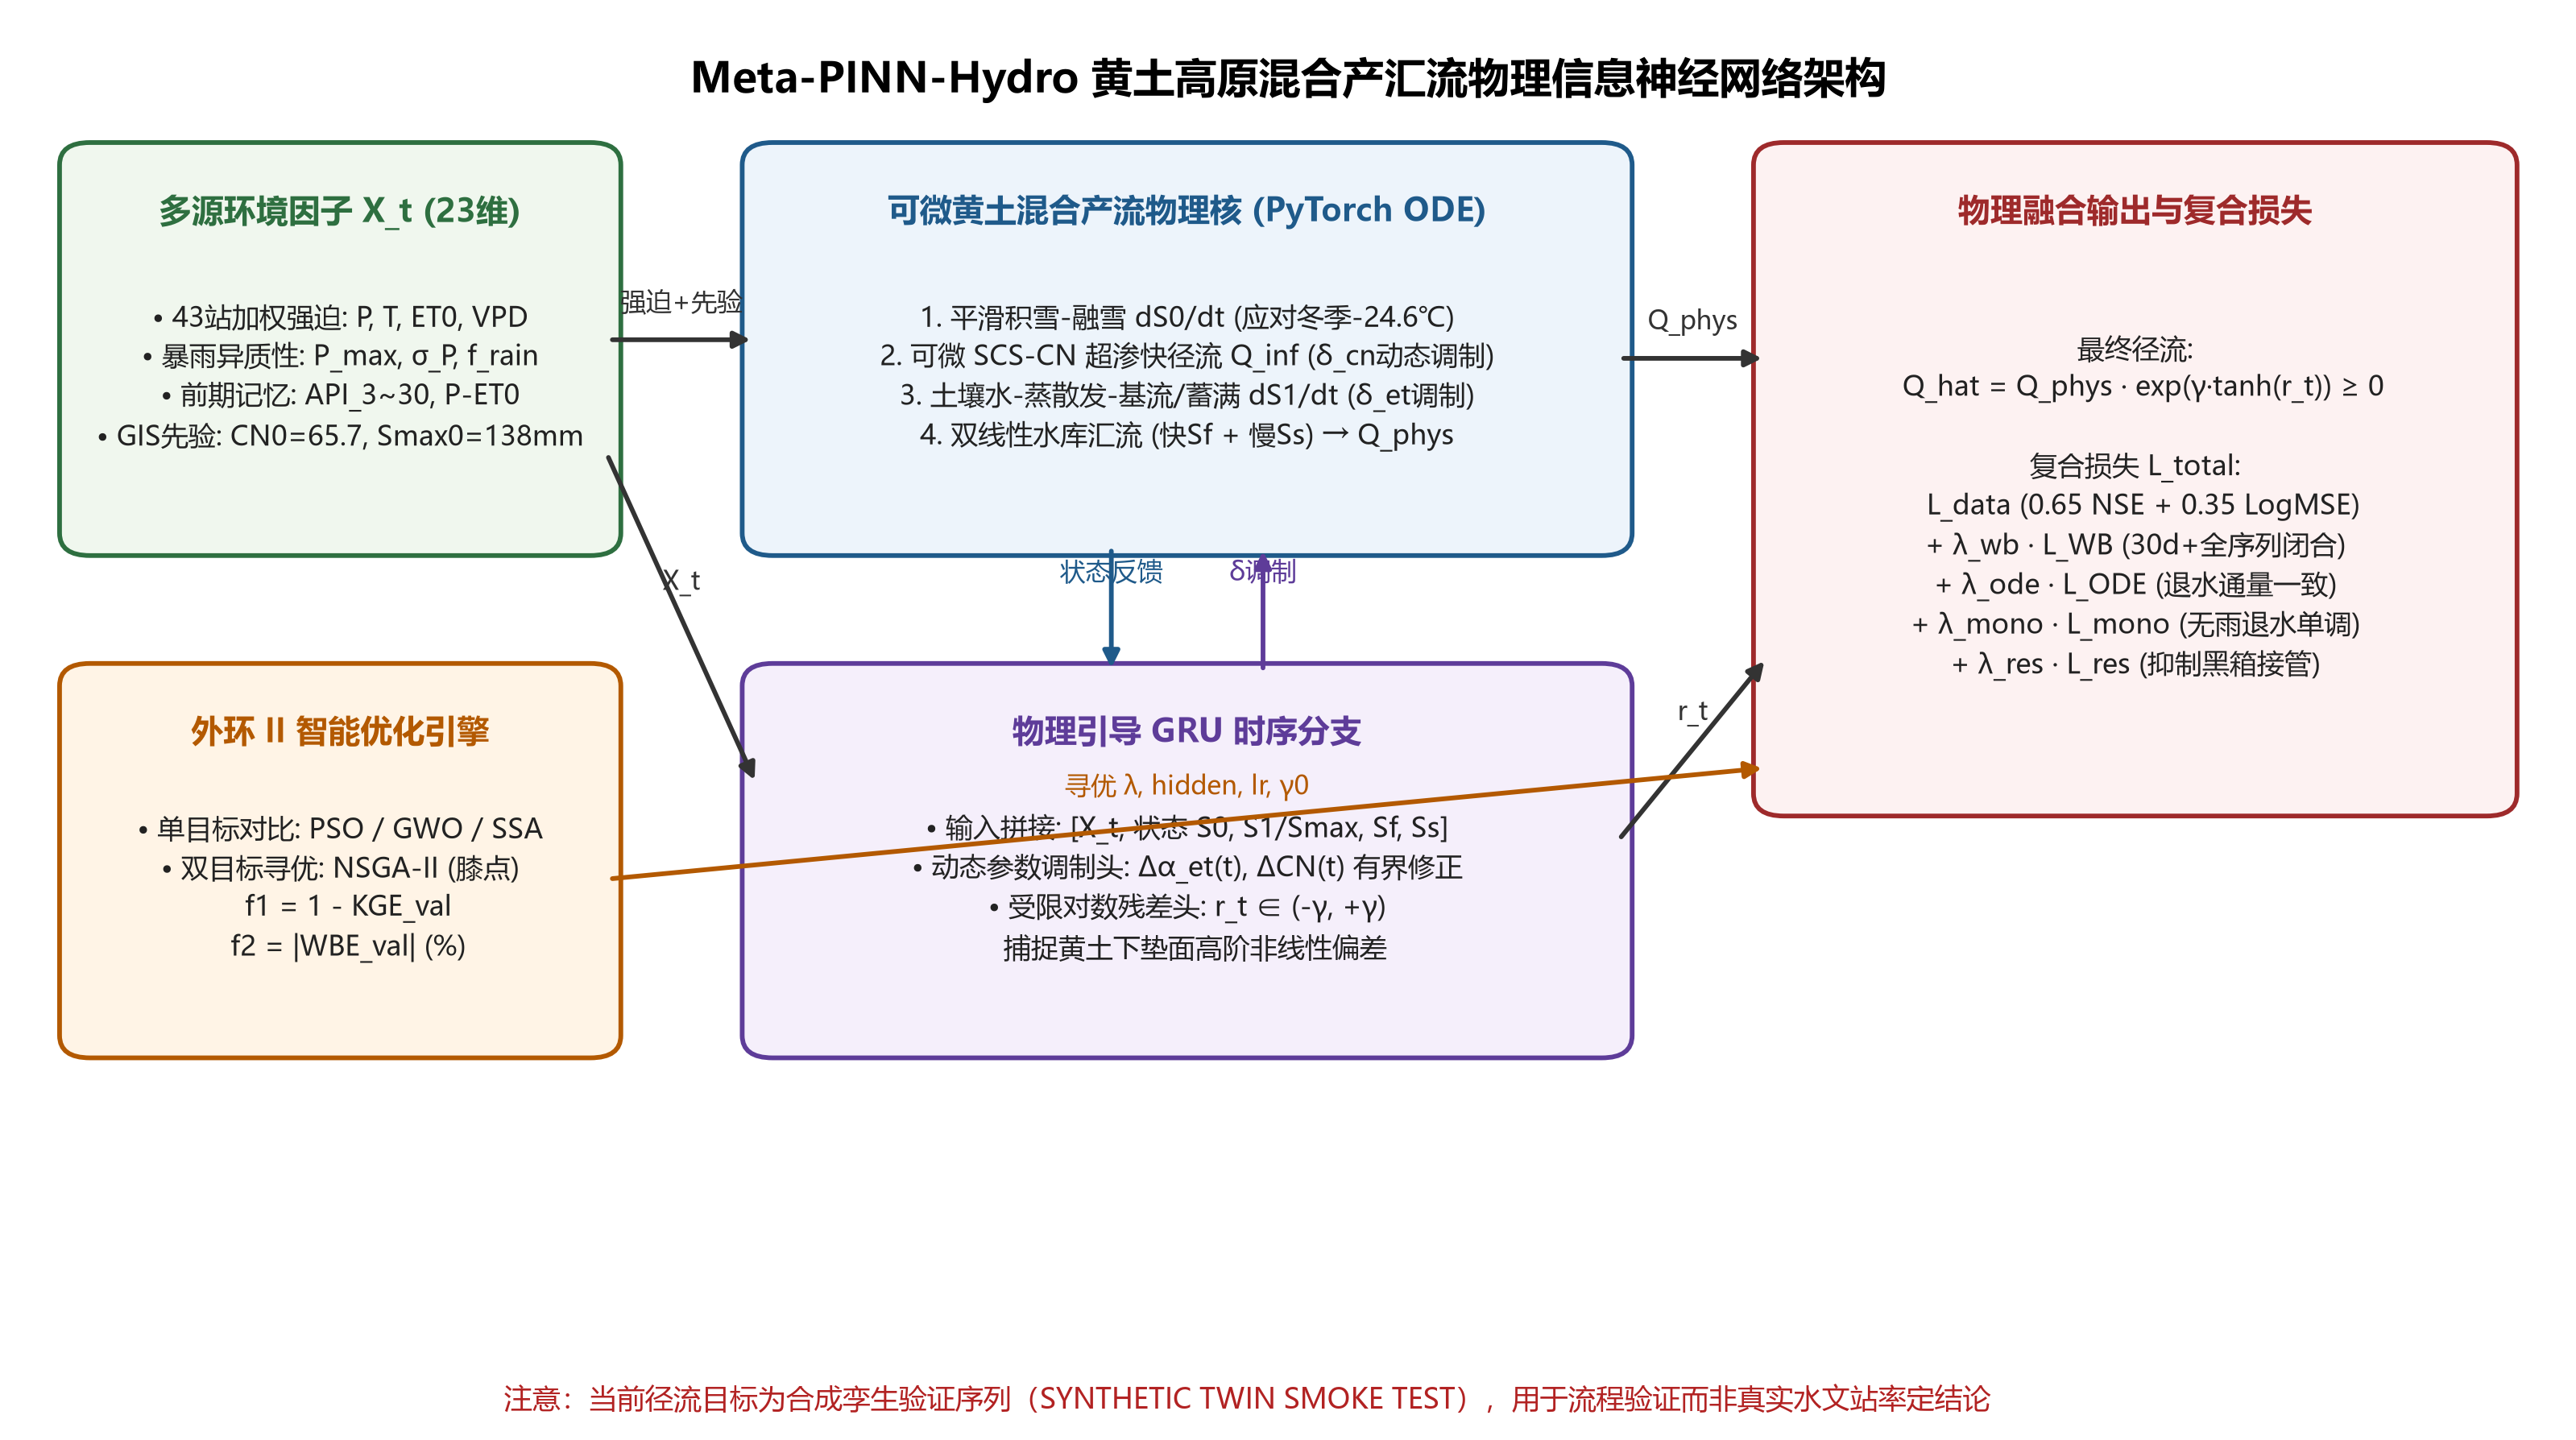 Meta-PINN-Hydro 黄土高原混合产汇流物理信息神经网络架构
多源环境因子 X_t (23维)
• 43站加权强迫: P, T, ET0, VPD
• 暴雨异质性: P_max, σ_P, f_rain
• 前期记忆: API_3~30, P-ET0
• GIS先验: CN0=65.7, Smax0=138mm
强迫+先验
可微黄土混合产流物理核 (PyTorch ODE)
1. 平滑积雪-融雪 dS0/dt (应对冬季-24.6℃)
2. 可微 SCS-CN 超渗快径流 Q_inf (δ_cn动态调制)
3. 土壤水-蒸散发-基流/蓄满 dS1/dt (δ_et调制)
4. 双线性水库汇流 (快Sf + 慢Ss) → Q_phys
Q_phys
物理融合输出与复合损失
最终径流:
Q_hat = Q_phys · exp(γ·tanh(r_t)) ≥ 0
复合损失 L_total:
L_data (0.65 NSE + 0.35 LogMSE)
+ λ_wb · L_WB (30d+全序列闭合)
+ λ_ode · L_ODE (退水通量一致)
+ λ_mono · L_mono (无雨退水单调)
+ λ_res · L_res (抑制黑箱接管)
X_t
状态反馈
δ调制
外环 II 智能优化引擎
• 单目标对比: PSO / GWO / SSA
• 双目标寻优: NSGA-II (膝点)
f1 = 1 - KGE_val
f2 = |WBE_val| (%)
物理引导 GRU 时序分支
寻优 λ, hidden, lr, γ0
• 输入拼接: [X_t, 状态 S0, S1/Smax, Sf, Ss]
• 动态参数调制头: Δα_et(t), ΔCN(t) 有界修正
• 受限对数残差头: r_t ∈ (-γ, +γ)
捕捉黄土下垫面高阶非线性偏差
r_t
注意：当前径流目标为合成孪生验证序列（SYNTHETIC TWIN SMOKE TEST），用于流程验证而非真实水文站率定结论